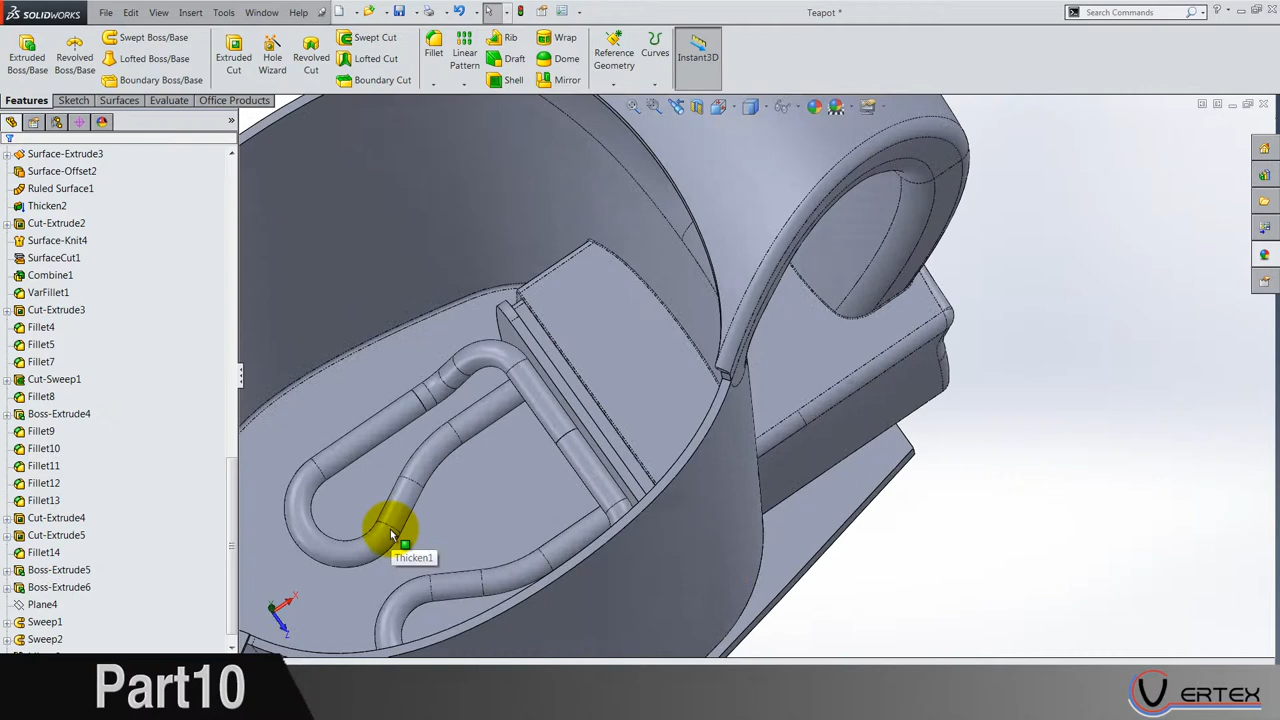 SOLIDWORKS File Edit View Insert Tools Window Help Teapot * Search Commands
Extruded Boss/Base
Revolved Boss/Base
Swept Boss/Base
Lofted Boss/Base
Boundary Boss/Base
Extruded Cut
Hole Wizard
Revolved Cut
Swept Cut
Lofted Cut
Boundary Cut
Fillet
Linear Pattern
Rib
Draft
Shell
Wrap
Dome
Mirror
Reference Geometry
Curves
Instant3D
Features Sketch Surfaces Evaluate Office Products
Surface-Extrude3
Surface-Offset2
Ruled Surface1
Thicken2
Cut-Extrude2
Surface-Knit4
SurfaceCut1
Combine1
VarFillet1
Cut-Extrude3
Fillet4
Fillet5
Fillet7
Cut-Sweep1
Fillet8
Boss-Extrude4
Fillet9
Fillet10
Fillet11
Fillet12
Fillet13
Cut-Extrude4
Cut-Extrude5
Fillet14
Boss-Extrude5
Boss-Extrude6
Plane4
Sweep1
Sweep2
Thicken1
X
Z
Part10
VERTEX